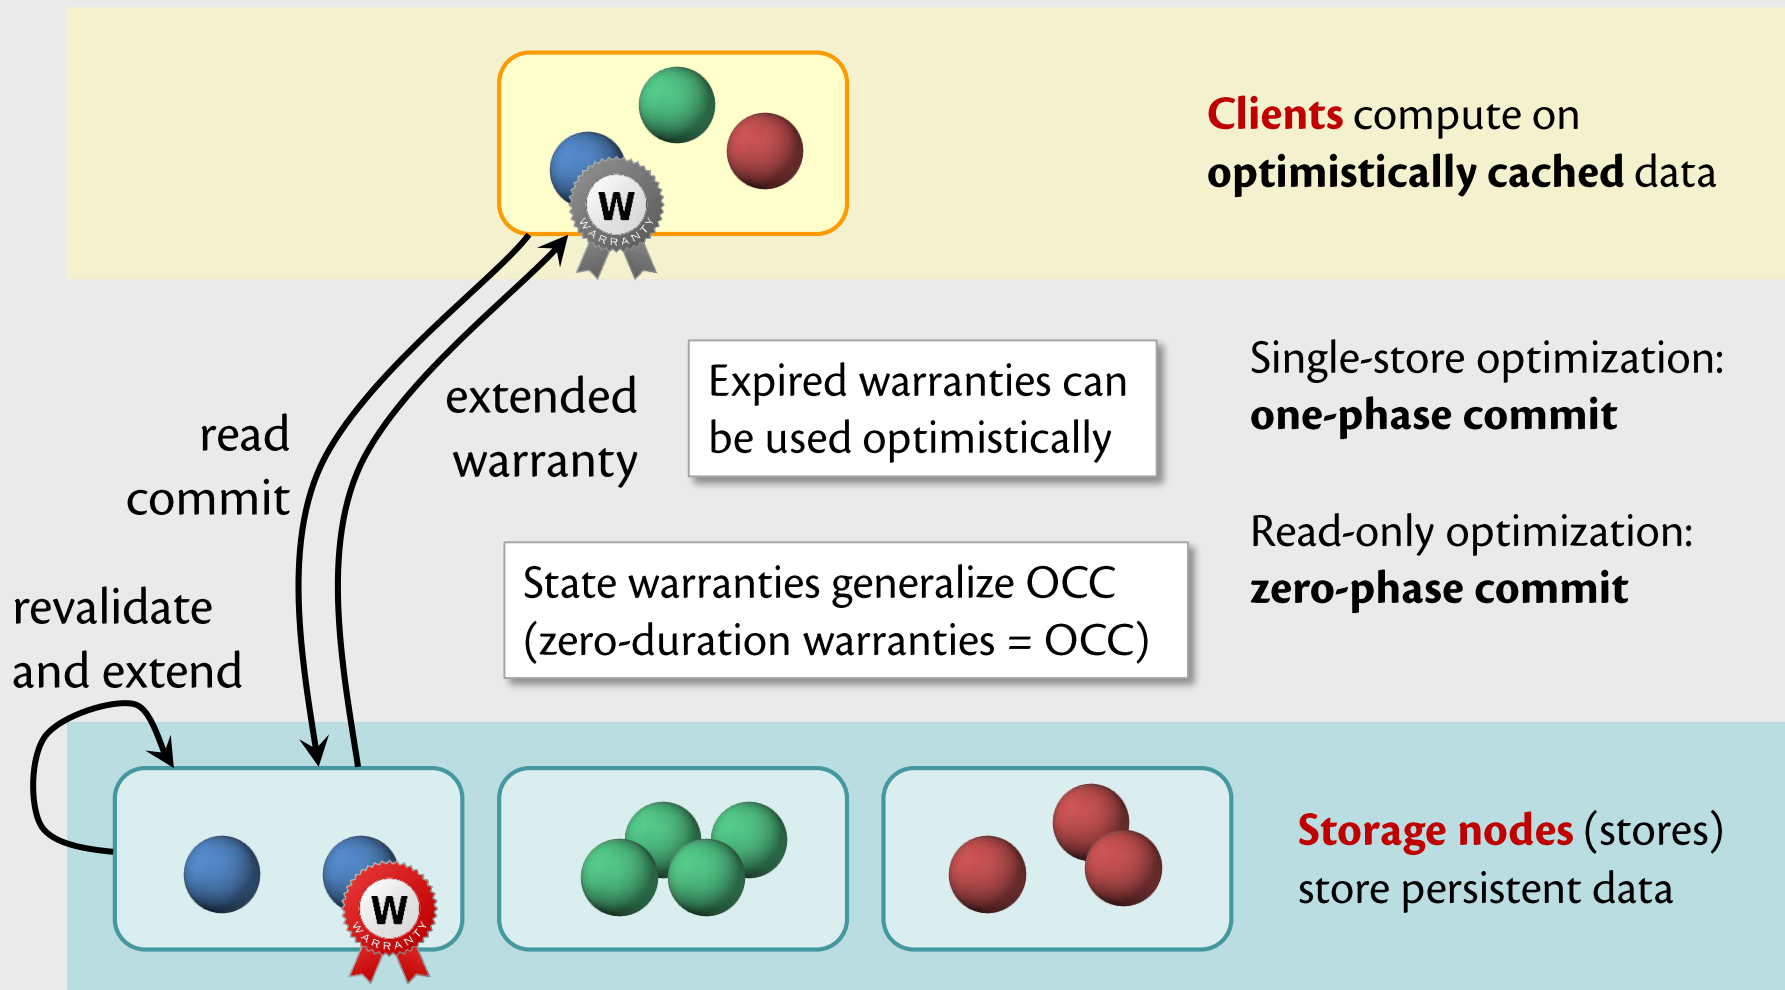 Clients compute on
optimistically cached data
W
WARRANTY
Expired warranties can
be used optimistically
Single-store optimization:
one-phase commit
extended
warranty
read
commit
Read-only optimization:
zero-phase commit
State warranties generalize OCC
(zero-duration warranties = OCC)
revalidate
and extend
Storage nodes (stores)
store persistent data
W
WARRANTY